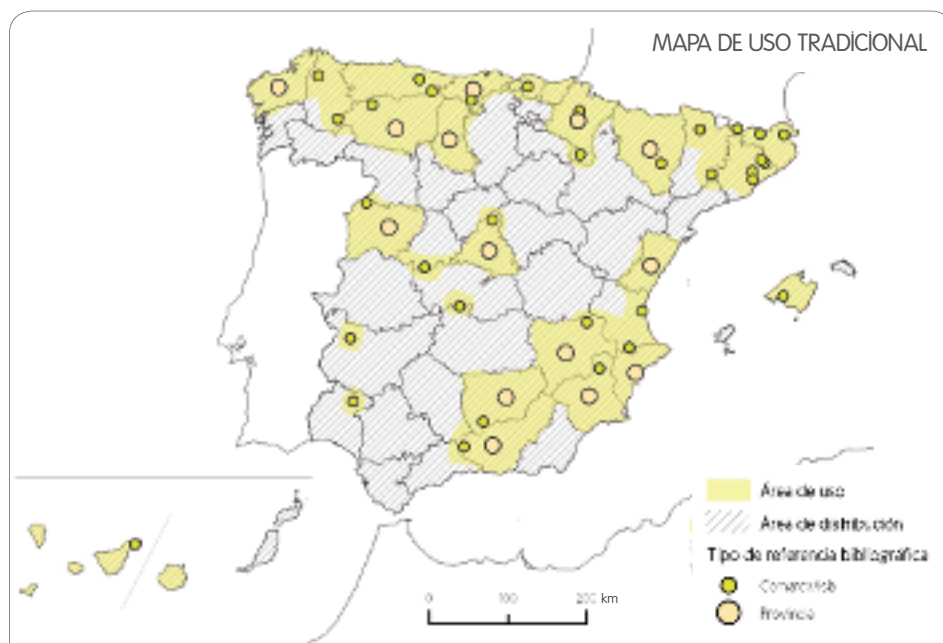 MAPA DE USO TRADICIONAL
Área de uso
Área de distribución
Tipo de referencia bibliográfica
Comarca/isla
Provincia
0 100 200 km